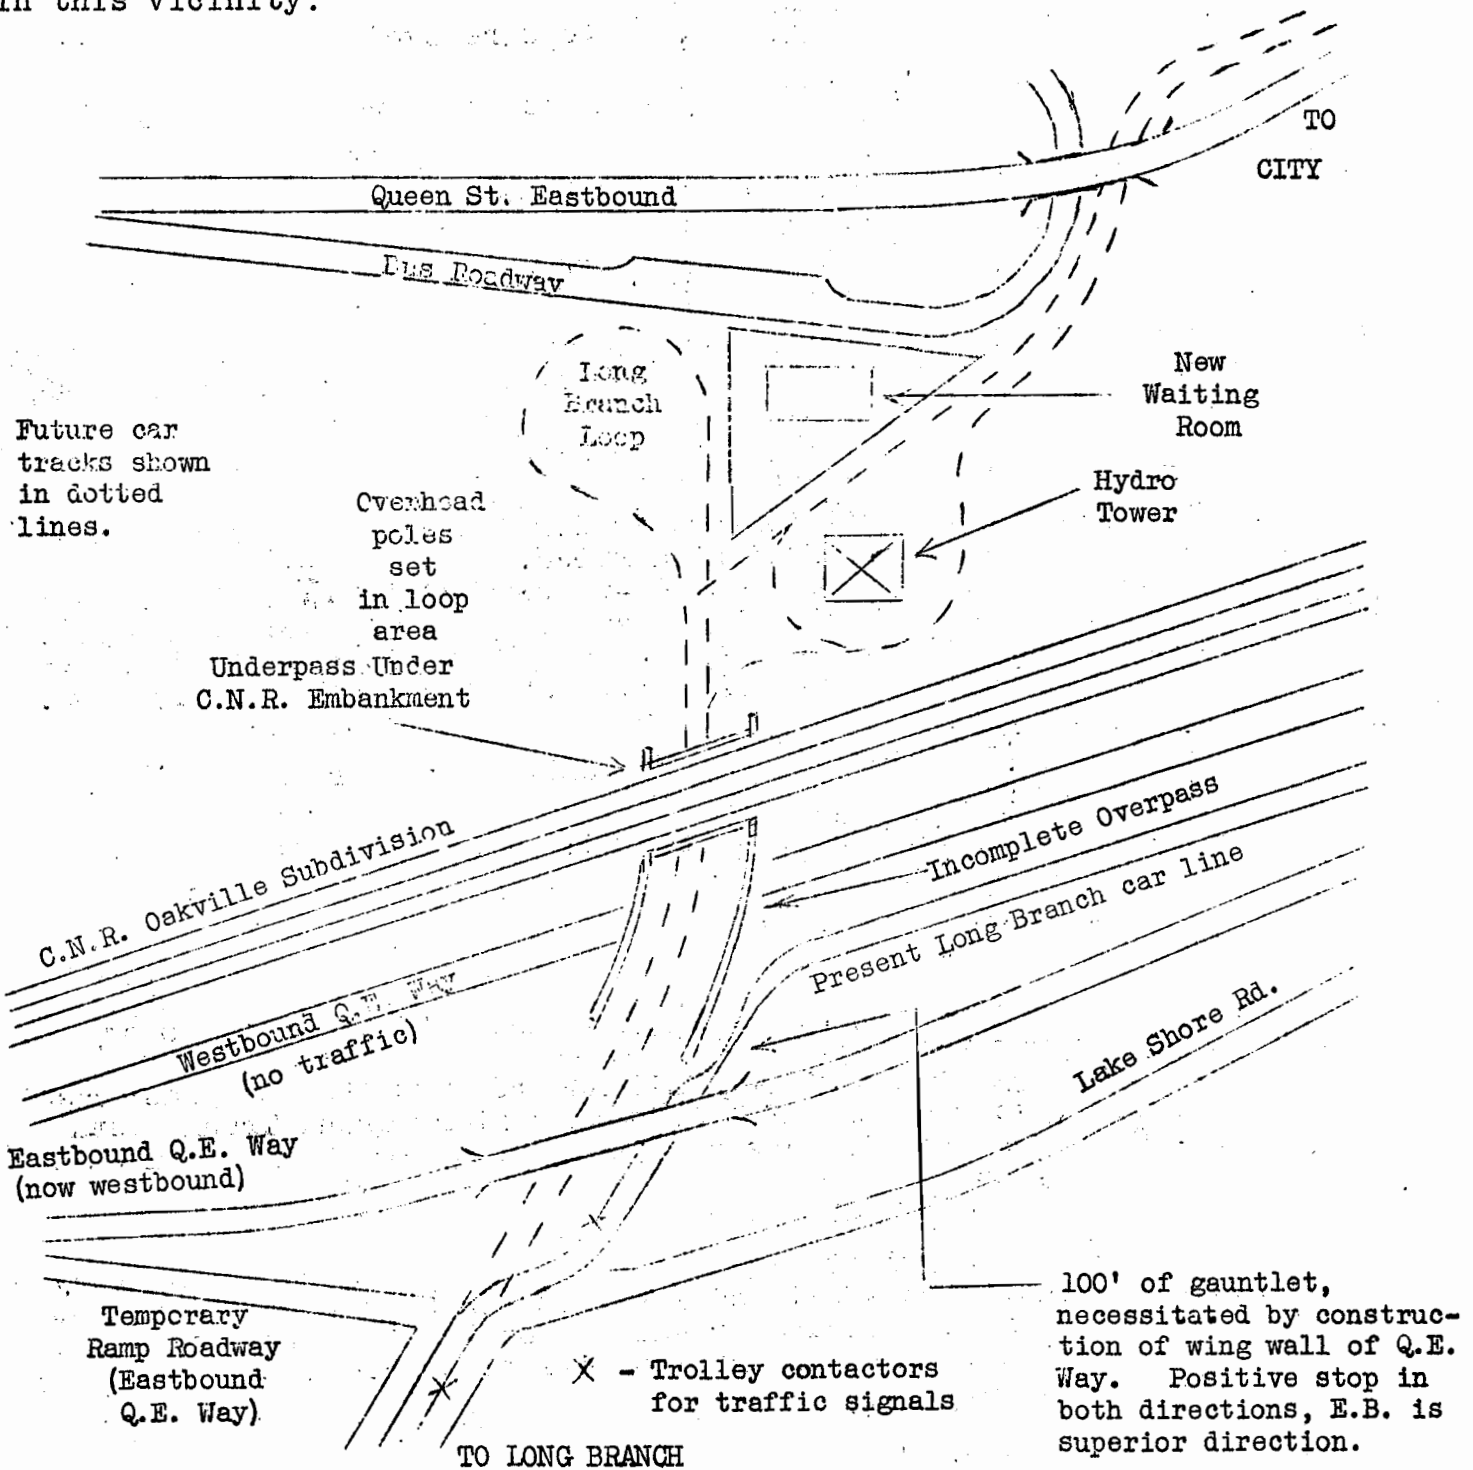 in this vicinity.
TO
CITY
Queen St. Eastbound
Bus Roadway
Long
Branch
Loop
New
Waiting
Room
Future car
tracks shown
in dotted
lines.
Hydro
Tower
Overhead
poles
set
in loop
area
Underpass Under
C.N.R. Embankment
C.N.R. Oakville Subdivision
Incomplete Overpass
Present Long Branch car line
Westbound Q.E. Way
(no traffic)
Lake Shore Rd.
Eastbound Q.E. Way
(now westbound)
Temporary
Ramp Roadway
(Eastbound
Q.E. Way)
X - Trolley contactors
for traffic signals
100' of gauntlet,
necessitated by construc-
tion of wing wall of Q.E.
Way. Positive stop in
both directions, E.B. is
superior direction.
TO LONG BRANCH